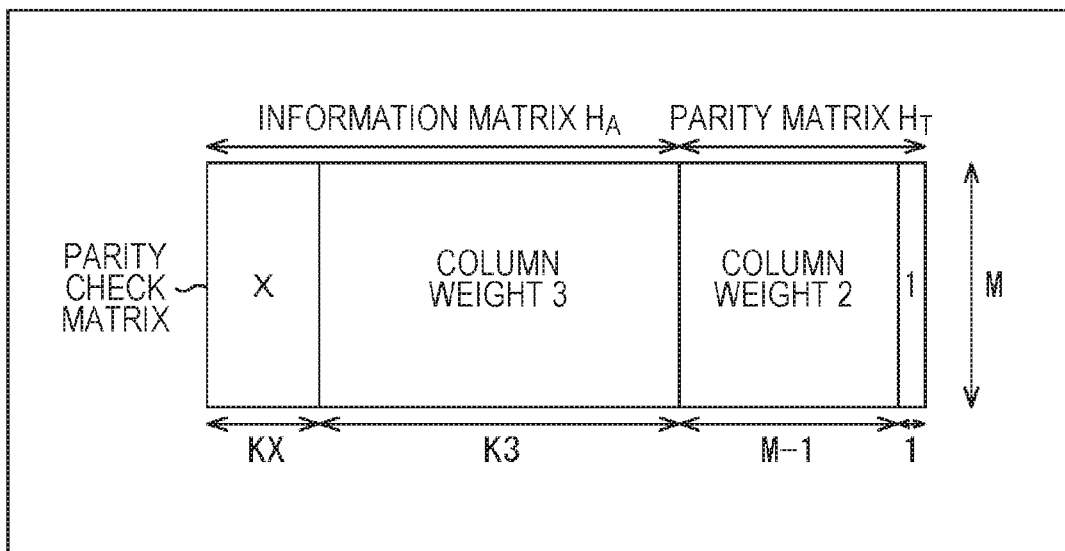 INFORMATION MATRIX HA
PARITY MATRIX HT
PARITY
CHECK
MATRIX
X
COLUMN
WEIGHT 3
COLUMN
WEIGHT 2
1
M
KX
K3
M-1
1